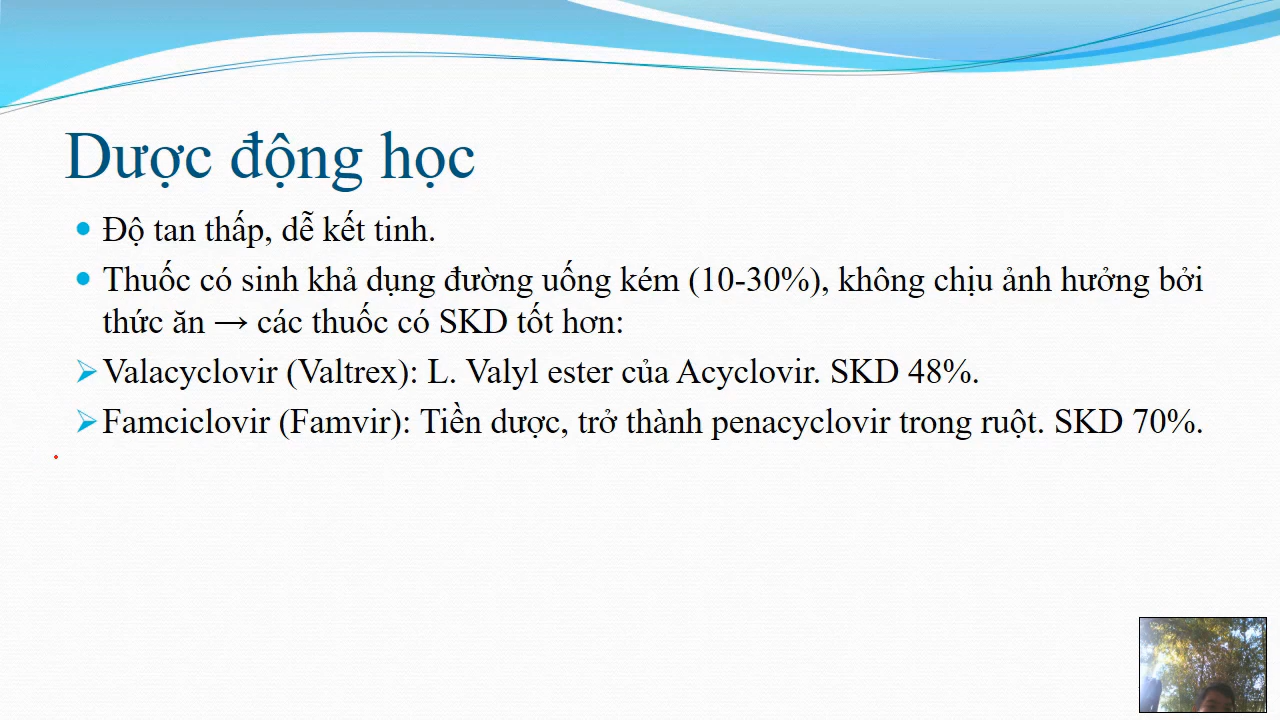 Dược động học
Độ tan thấp, dễ kết tinh.
Thuốc có sinh khả dụng đường uống kém (10-30%), không chịu ảnh hưởng bởi
thức ăn → các thuốc có SKD tốt hơn:
Valacyclovir (Valtrex): L. Valyl ester của Acyclovir. SKD 48%.
Famciclovir (Famvir): Tiền dược, trở thành penacyclovir trong ruột. SKD 70%.